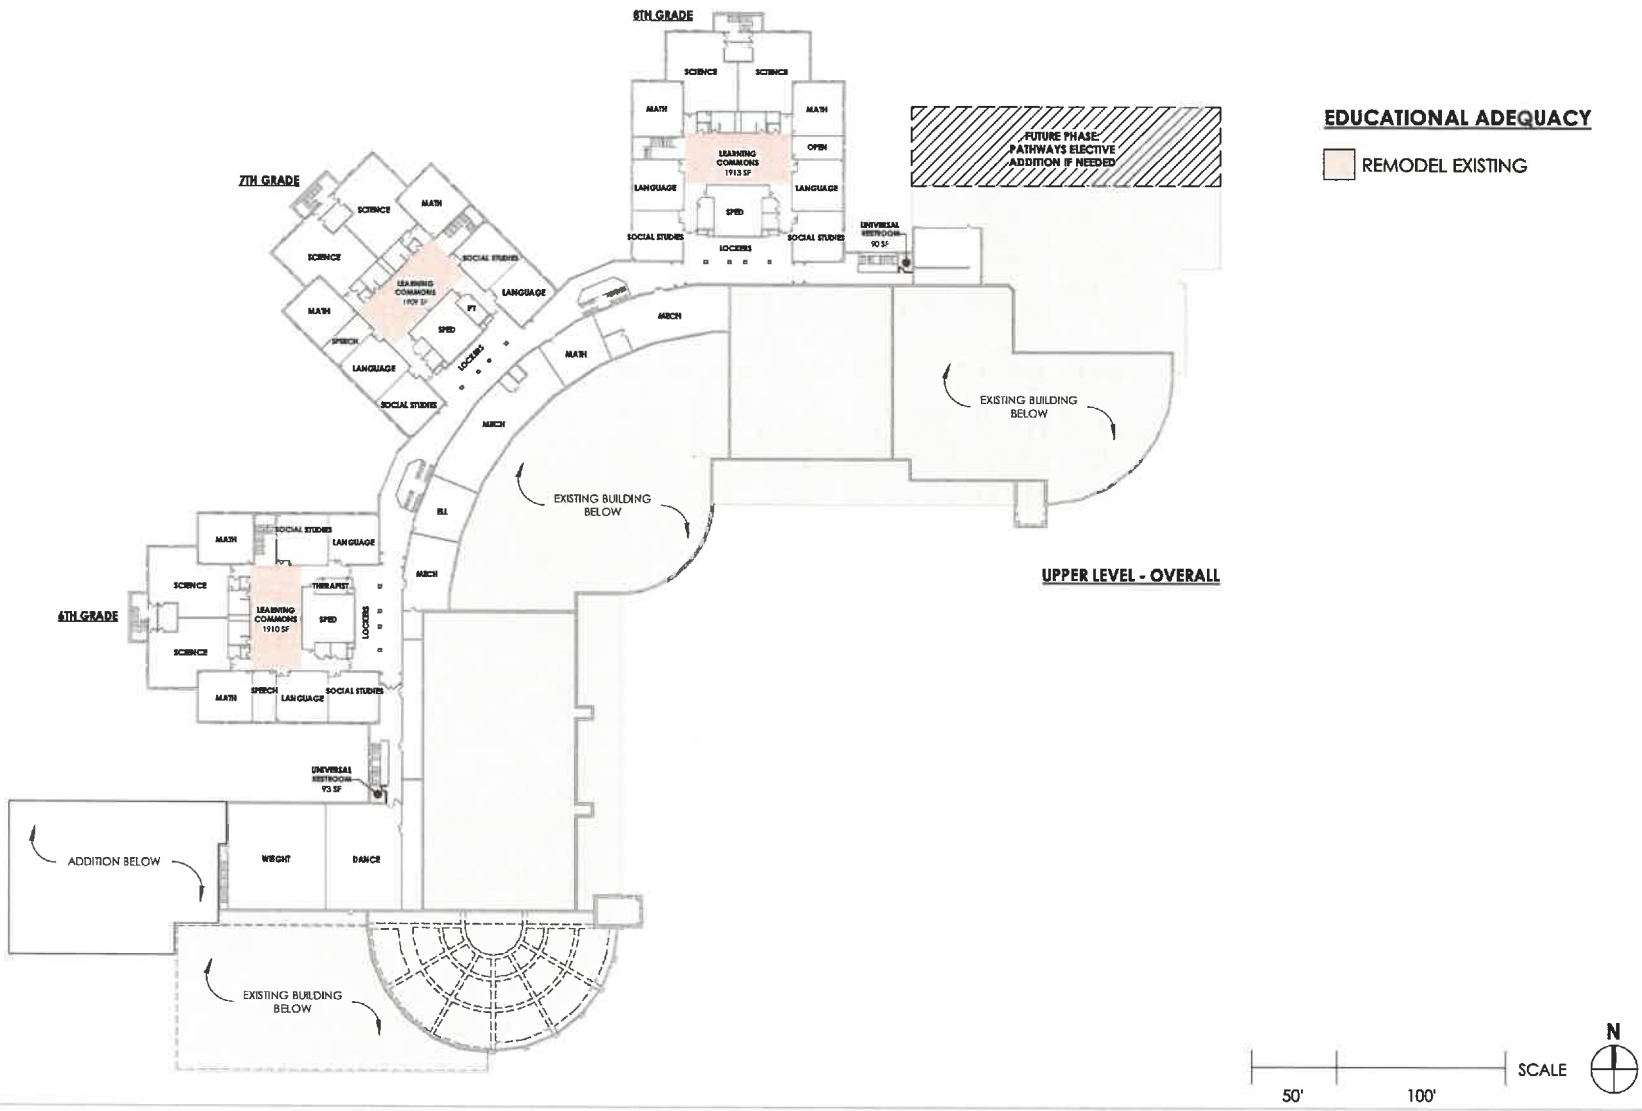 8TH GRADE
SCIENCE
SCIENCE
MATH
MATH
OPEN
LEARNING
COMMONS
1913 SF
LANGUAGE
LANGUAGE
SPED
SOCIAL STUDIES
SOCIAL STUDIES
LOCKERS
UNIVERSAL
RESTROOM
90 SF
FUTURE PHASE:
PATHWAYS ELECTIVE
ADDITION IF NEEDED
EDUCATIONAL ADEQUACY
REMODEL EXISTING
7TH GRADE
SCIENCE
MATH
SCIENCE
SOCIAL STUDIES
LEARNING
COMMONS
1909 SF
LANGUAGE
MATH
PT
SPED
SPEECH
LANGUAGE
LOCKERS
SOCIAL STUDIES
MECH
MATH
MECH
ELL
MECH
EXISTING BUILDING
BELOW
EXISTING BUILDING
BELOW
UPPER LEVEL - OVERALL
6TH GRADE
MATH
SOCIAL STUDIES
LANGUAGE
SCIENCE
THERAPIST
LEARNING
COMMONS
1910 SF
SPED
LOCKERS
SCIENCE
MATH
SPEECH
LANGUAGE
SOCIAL STUDIES
UNIVERSAL
RESTROOM
93 SF
ADDITION BELOW
WEIGHT
DANCE
EXISTING BUILDING
BELOW
50'
100'
SCALE
N